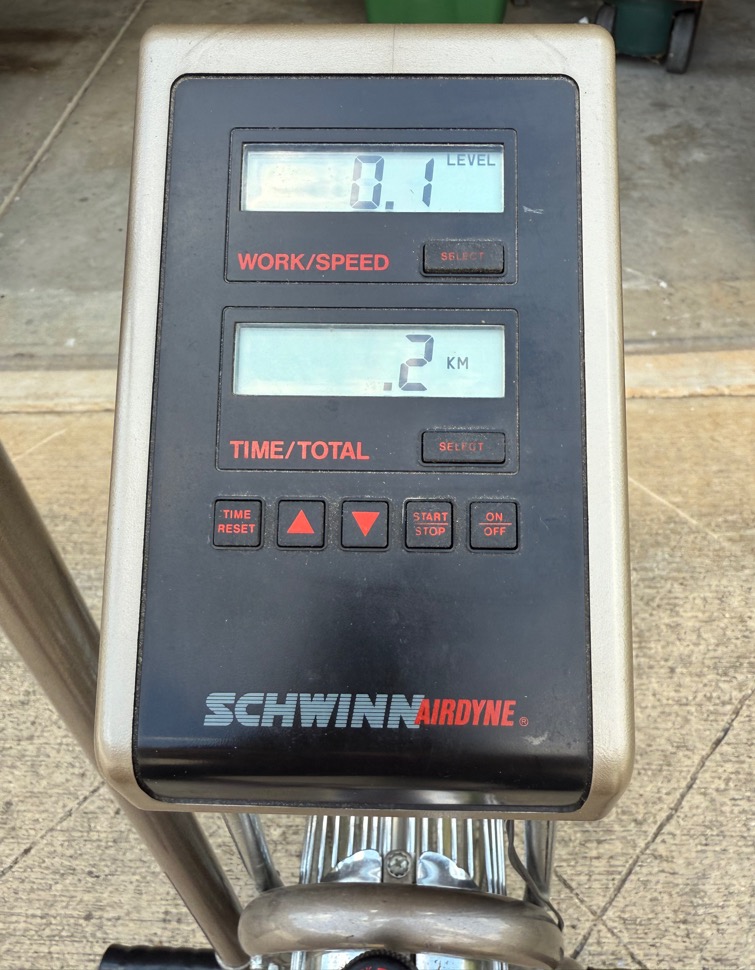 0.1 LEVEL
WORK/SPEED SELECT
.2 KM
TIME/TOTAL SELECT
TIME RESET
START STOP
ON OFF
SCHWINN AIRDYNE ®